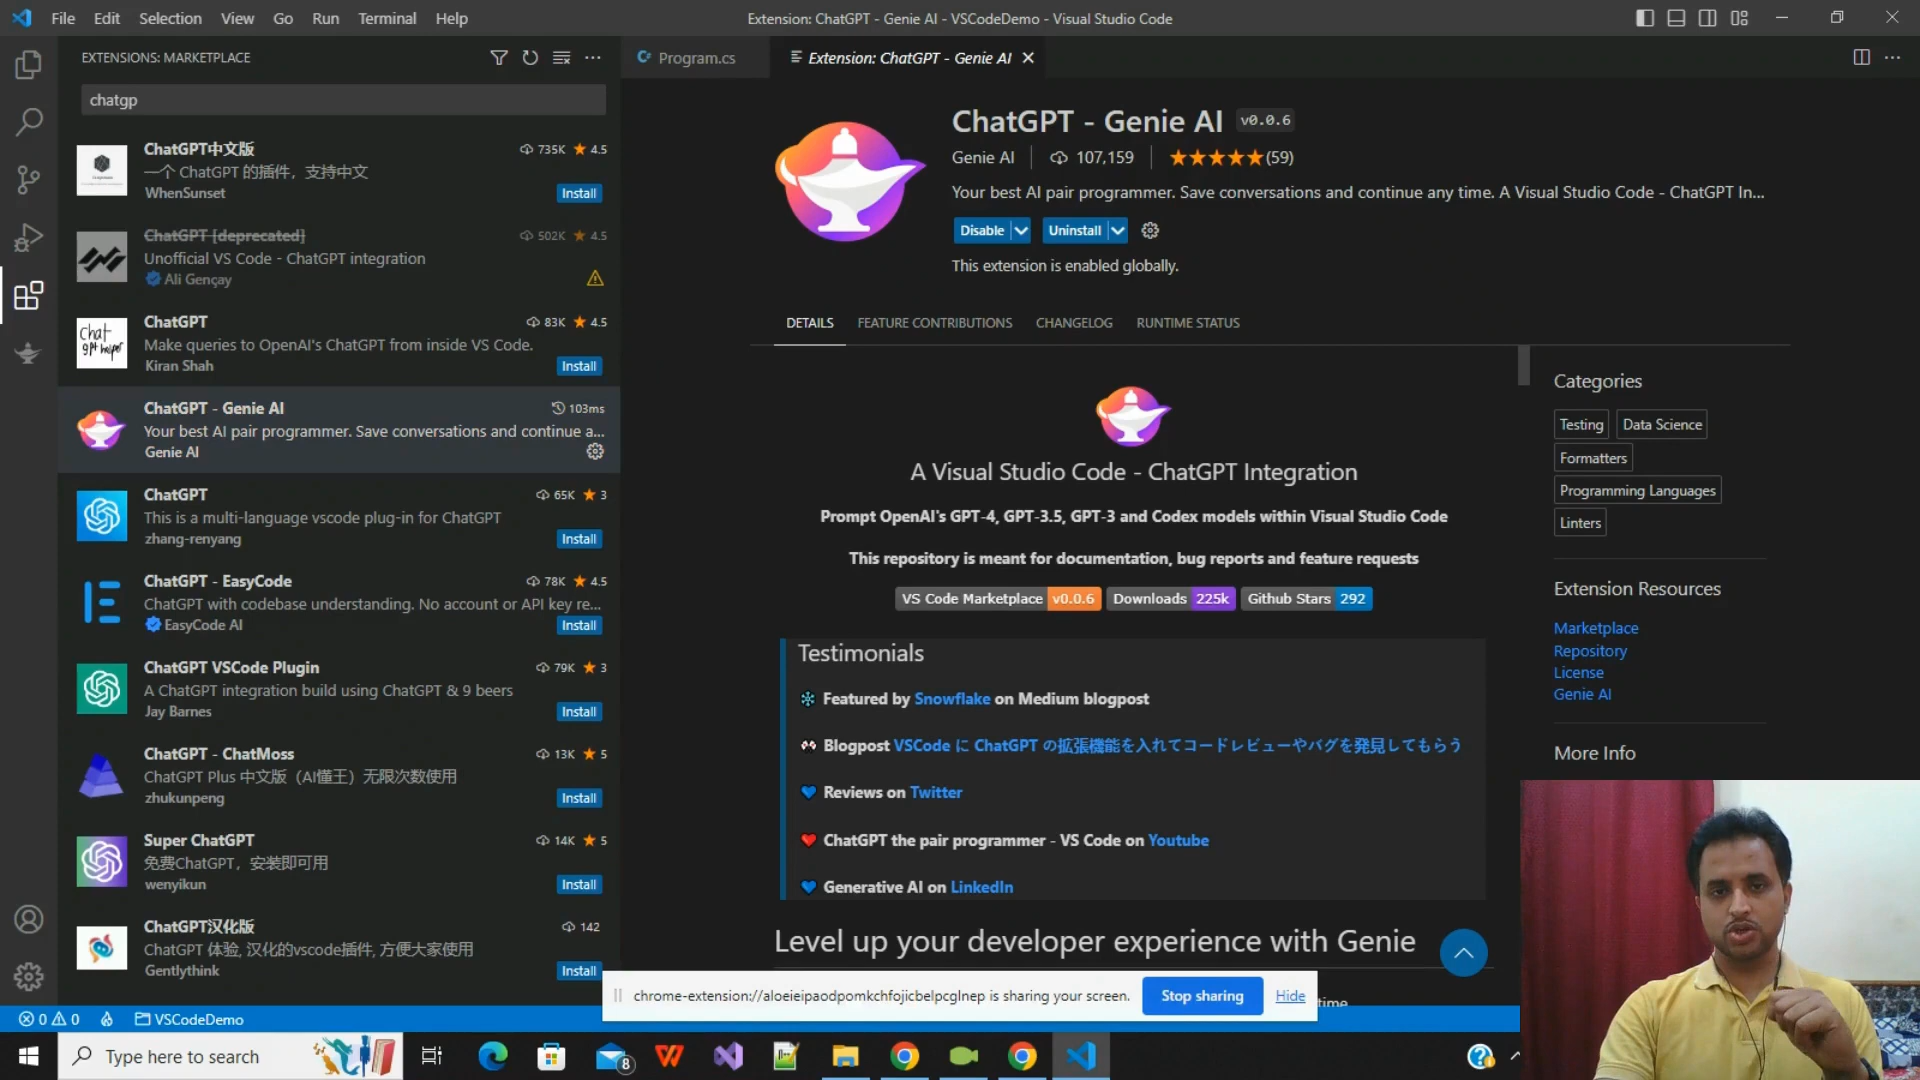 File Edit Selection View Go Run Terminal Help
Extension: ChatGPT - Genie AI - VSCodeDemo - Visual Studio Code
EXTENSIONS: MARKETPLACE
chatgp
ChatGPT中文版 735K 4.5
一个 ChatGPT 的插件，支持中文
WhenSunset Install
ChatGPT [deprecated] 502K 4.5
Unofficial VS Code - ChatGPT integration
Ali Gençay
Chat gpt helper
ChatGPT 83K 4.5
Make queries to OpenAI's ChatGPT from inside VS Code.
Kiran Shah Install
ChatGPT - Genie AI 103ms
Your best AI pair programmer. Save conversations and continue a...
Genie AI
ChatGPT 65K 3
This is a multi-language vscode plug-in for ChatGPT
zhang-renyang Install
ChatGPT - EasyCode 78K 4.5
ChatGPT with codebase understanding. No account or API key re...
EasyCode AI Install
ChatGPT VSCode Plugin 79K 3
A ChatGPT integration build using ChatGPT & 9 beers
Jay Barnes Install
ChatGPT - ChatMoss 13K 5
ChatGPT Plus 中文版（AI懂王）无限次数使用
zhukunpeng Install
Super ChatGPT 14K 5
免费ChatGPT，安装即可用
wenyikun Install
ChatGPT汉化版 142
ChatGPT 体验, 汉化的vscode插件, 方便大家使用
Gentlythink Install
Program.cs Extension: ChatGPT - Genie AI
ChatGPT - Genie AI v0.0.6
Genie AI 107,159 (59)
Your best AI pair programmer. Save conversations and continue any time. A Visual Studio Code - ChatGPT In...
Disable Uninstall
This extension is enabled globally.
DETAILS FEATURE CONTRIBUTIONS CHANGELOG RUNTIME STATUS
A Visual Studio Code - ChatGPT Integration
Prompt OpenAI's GPT-4, GPT-3.5, GPT-3 and Codex models within Visual Studio Code
This repository is meant for documentation, bug reports and feature requests
VS Code Marketplace v0.0.6 Downloads 225k Github Stars 292
Testimonials
Featured by Snowflake on Medium blogpost
Blogpost VSCode に ChatGPT の拡張機能を入れてコードレビューやバグを発見してもらう
Reviews on Twitter
ChatGPT the pair programmer - VS Code on Youtube
Generative AI on LinkedIn
Level up your developer experience with Genie
time
Categories
Testing Data Science
Formatters
Programming Languages
Linters
Extension Resources
Marketplace
Repository
License
Genie AI
More Info
chrome-extension://aloeieipaodpomkchfojicbelpcglnep is sharing your screen. Stop sharing Hide
0 0 VSCodeDemo
Type here to search 8